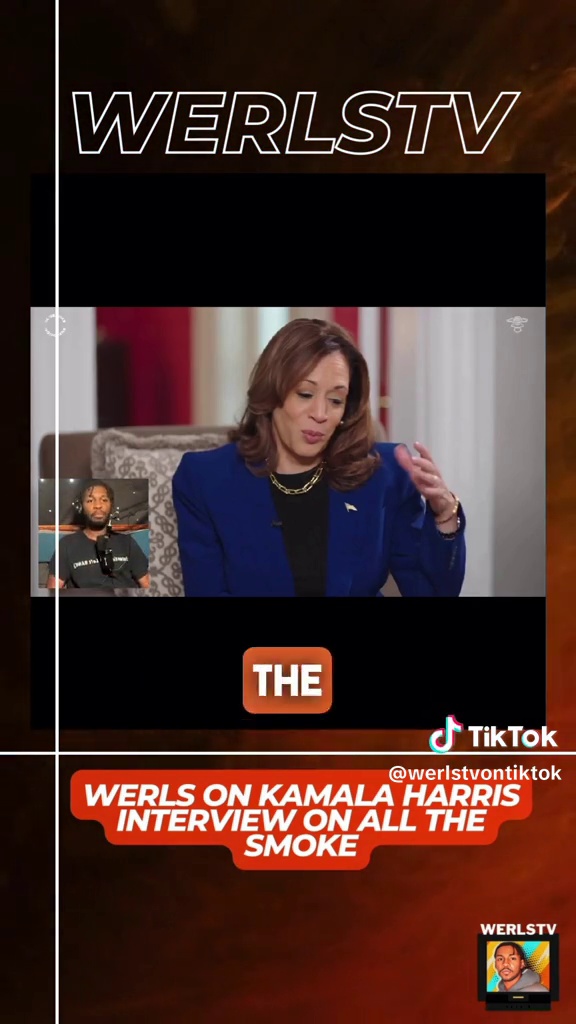 WERLSTV
THE
TikTok
@werlstvontiktok
WERLS ON KAMALA HARRIS
INTERVIEW ON ALL THE
SMOKE
WERLSTV